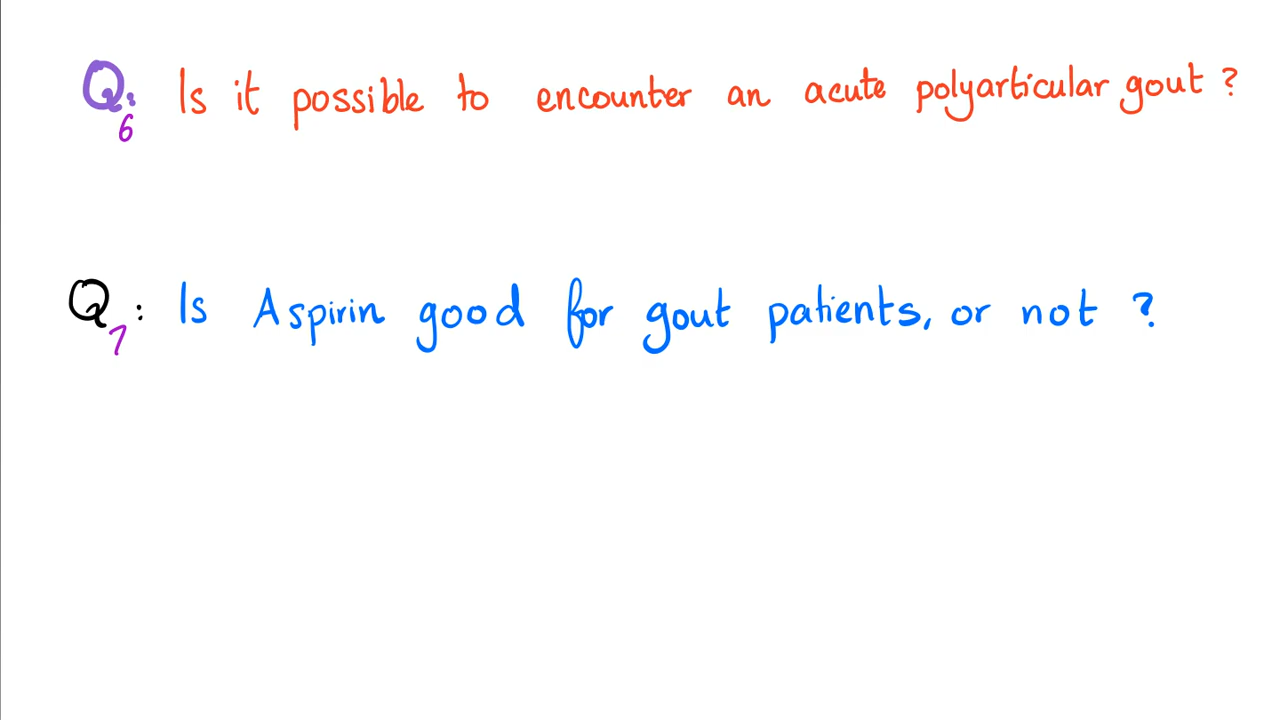 Q6: Is it possible to encounter an acute polyarticular gout ?
Q7: Is Aspirin good for gout patients, or not ?